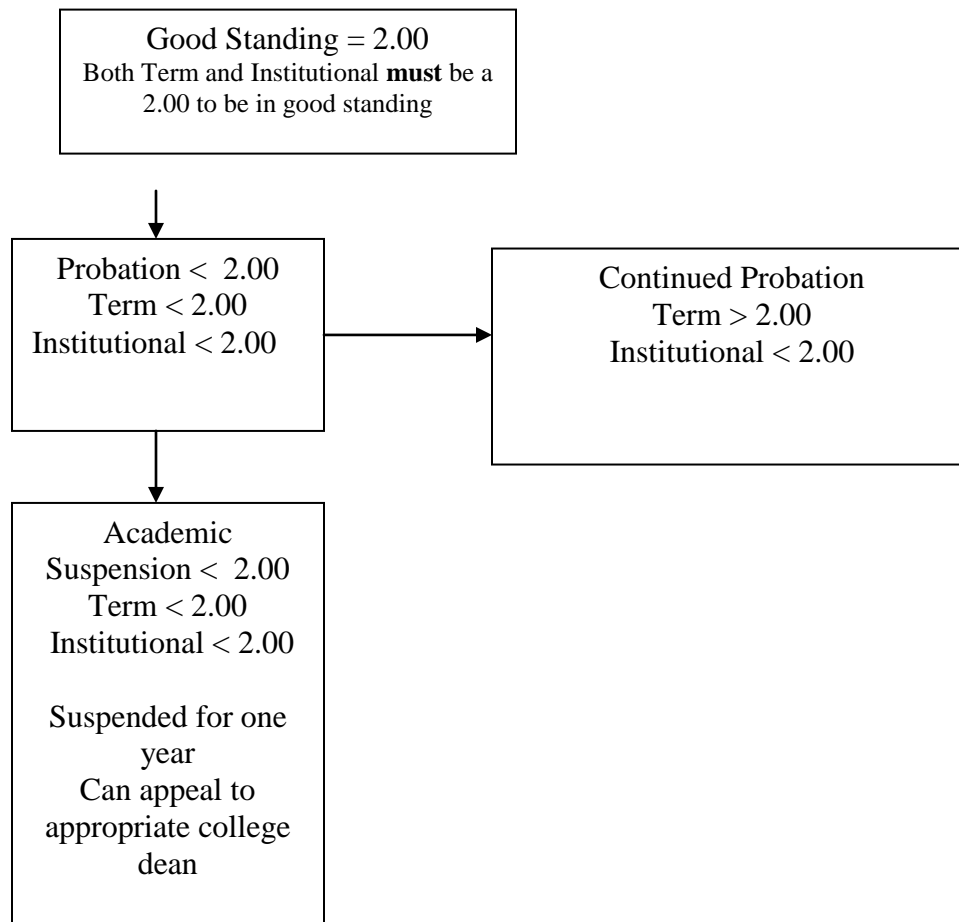 Good Standing = 2.00
Both Term and Institutional must be a
2.00 to be in good standing
Probation < 2.00
Term < 2.00
Institutional < 2.00
Continued Probation
Term > 2.00
Institutional < 2.00
Academic
Suspension < 2.00
Term < 2.00
Institutional < 2.00
Suspended for one
year
Can appeal to
appropriate college
dean